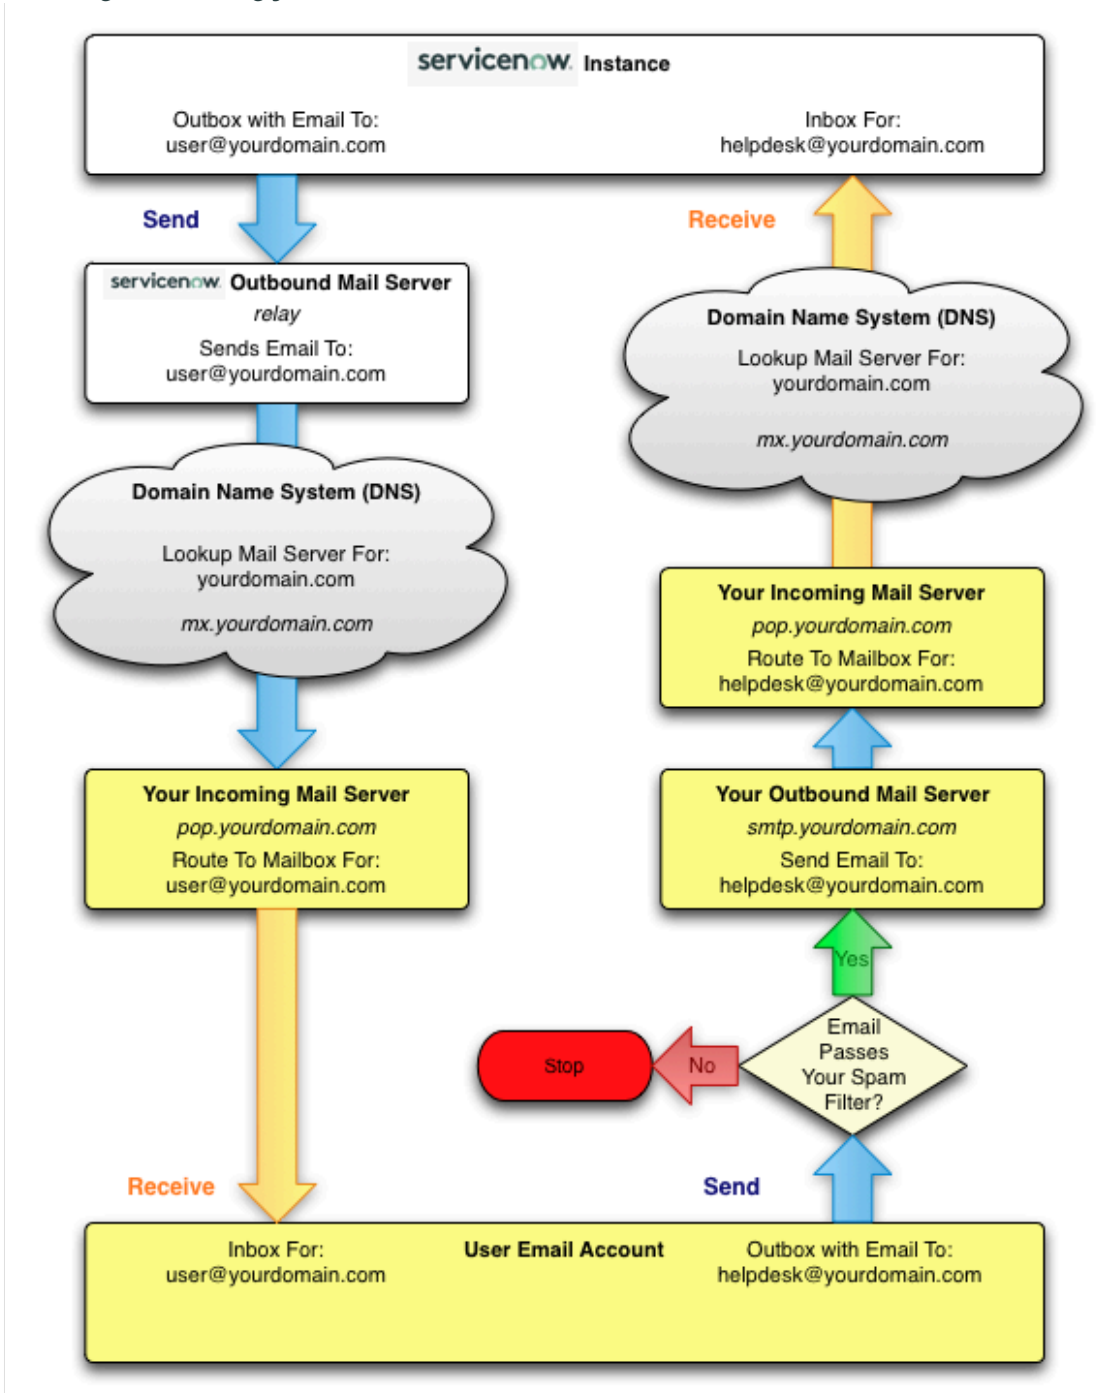 servicenow. Instance
Outbox with Email To:
user@yourdomain.com
Inbox For:
helpdesk@yourdomain.com
Send
Receive
servicenow. Outbound Mail Server
relay
Sends Email To:
user@yourdomain.com
Domain Name System (DNS)
Lookup Mail Server For:
yourdomain.com
mx.yourdomain.com
Domain Name System (DNS)
Lookup Mail Server For:
yourdomain.com
mx.yourdomain.com
Your Incoming Mail Server
pop.yourdomain.com
Route To Mailbox For:
helpdesk@yourdomain.com
Your Incoming Mail Server
pop.yourdomain.com
Route To Mailbox For:
user@yourdomain.com
Your Outbound Mail Server
smtp.yourdomain.com
Send Email To:
helpdesk@yourdomain.com
Yes
Email
Passes
Your Spam
Filter?
No
Stop
Receive
Send
Inbox For:
user@yourdomain.com
User Email Account
Outbox with Email To:
helpdesk@yourdomain.com